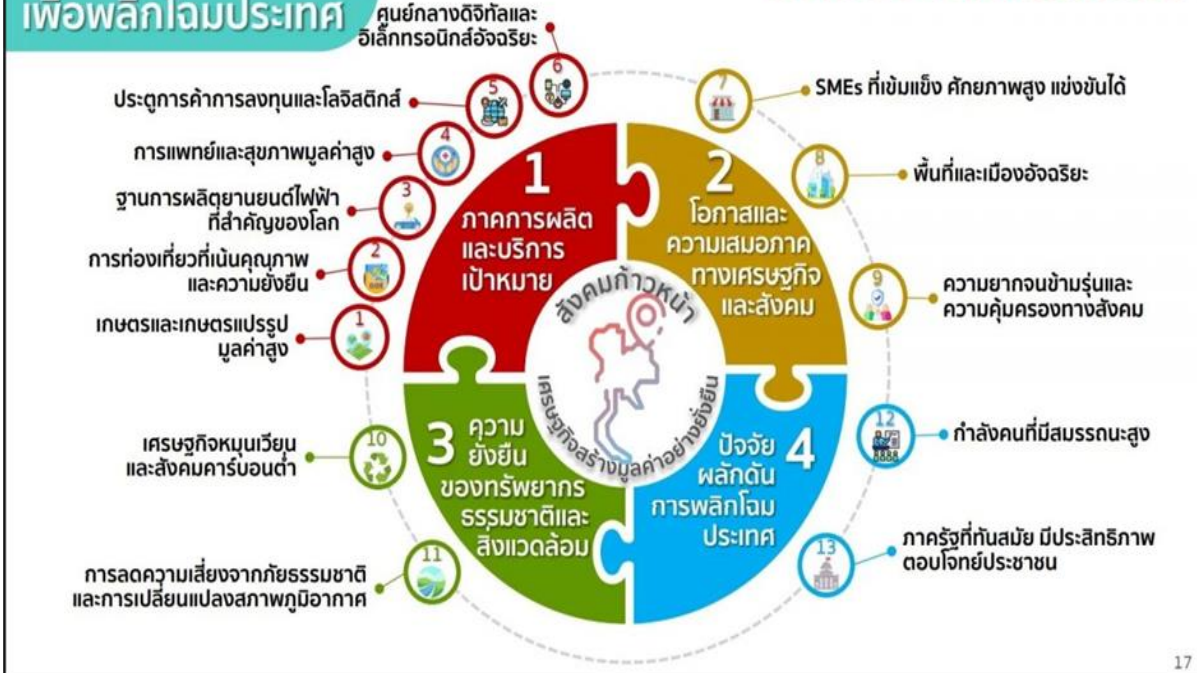 เพื่อพลิกโฉมประเทศ
ศูนย์กลางดิจิทัลและ
อิเล็กทรอนิกส์อัจฉริยะ
6
ประตูการค้าการลงทุนและโลจิสติกส์
5
การแพทย์และสุขภาพมูลค่าสูง
4
ฐานการผลิตยานยนต์ไฟฟ้า
ที่สำคัญของโลก
3
การท่องเที่ยวที่เน้นคุณภาพ
และความยั่งยืน
2
เกษตรและเกษตรแปรรูป
มูลค่าสูง
1
1
ภาคการผลิต
และบริการ
เป้าหมาย
7
SMEs ที่เข้มแข็ง ศักยภาพสูง แข่งขันได้
8
พื้นที่และเมืองอัจฉริยะ
9
ความยากจนข้ามรุ่นและ
ความคุ้มครองทางสังคม
2
โอกาสและ
ความเสมอภาค
ทางเศรษฐกิจ
และสังคม
สังคมก้าวหน้า
เศรษฐกิจสร้างมูลค่าอย่างยั่งยืน
10
เศรษฐกิจหมุนเวียน
และสังคมคาร์บอนต่ำ
11
การลดความเสี่ยงจากภัยธรรมชาติ
และการเปลี่ยนแปลงสภาพภูมิอากาศ
3 ความ
ยั่งยืน
ของทรัพยากร
ธรรมชาติและ
สิ่งแวดล้อม
ปัจจัย 4
ผลักดัน
การพลิกโฉม
ประเทศ
12
กำลังคนที่มีสมรรถนะสูง
13
ภาครัฐที่ทันสมัย มีประสิทธิภาพ
ตอบโจทย์ประชาชน
17